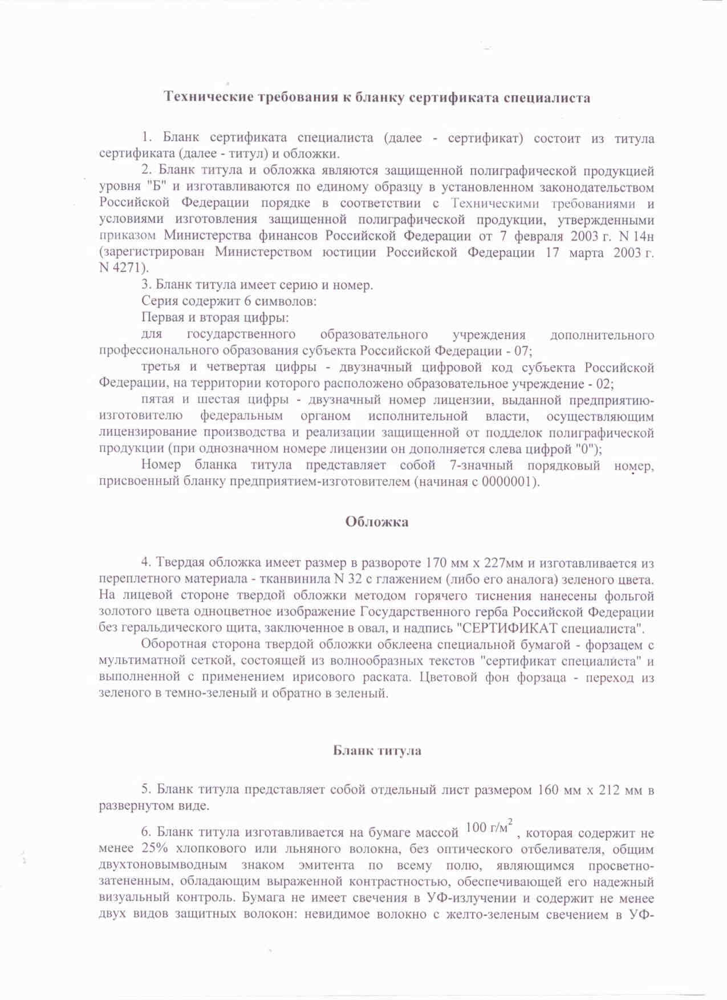 Технические требования к бланку сертификата специалиста
1. Бланк сертификата специалиста (далее - сертификат) состоит из титула
сертификата (далее - титул) и обложки.
2. Бланк титула и обложка являются защищенной полиграфической продукцией
уровня "Б" и изготавливаются по единому образцу в установленном законодательством
Российской Федерации порядке в соответствии с Техническими требованиями и
условиями изготовления защищенной полиграфической продукции, утвержденными
приказом Министерства финансов Российской Федерации от 7 февраля 2003 г. N 14н
(зарегистрирован Министерством юстиции Российской Федерации 17 марта 2003 г.
N 4271).
3. Бланк титула имеет серию и номер.
Серия содержит 6 символов:
Первая и вторая цифры:
для государственного образовательного учреждения дополнительного
профессионального образования субъекта Российской Федерации - 07;
третья и четвертая цифры - двузначный цифровой код субъекта Российской
Федерации, на территории которого расположено образовательное учреждение - 02;
пятая и шестая цифры - двузначный номер лицензии, выданной предприятию-
изготовителю федеральным органом исполнительной власти, осуществляющим
лицензирование производства и реализации защищенной от подделок полиграфической
продукции (при однозначном номере лицензии он дополняется слева цифрой "0");
Номер бланка титула представляет собой 7-значный порядковый номер,
присвоенный бланку предприятием-изготовителем (начиная с 0000001).
Обложка
4. Твердая обложка имеет размер в развороте 170 мм х 227мм и изготавливается из
переплетного материала - тканвинила N 32 с глажением (либо его аналога) зеленого цвета.
На лицевой стороне твердой обложки методом горячего тиснения нанесены фольгой
золотого цвета одноцветное изображение Государственного герба Российской Федерации
без геральдического щита, заключенное в овал, и надпись "СЕРТИФИКАТ специалиста".
Оборотная сторона твердой обложки обклеена специальной бумагой - форзацем с
мультиматной сеткой, состоящей из волнообразных текстов "сертификат специалиста" и
выполненной с применением ирисового раската. Цветовой фон форзаца - переход из
зеленого в темно-зеленый и обратно в зеленый.
Бланк титула
5. Бланк титула представляет собой отдельный лист размером 160 мм х 212 мм в
развернутом виде.
6. Бланк титула изготавливается на бумаге массой 100 г/м², которая содержит не
менее 25% хлопкового или льняного волокна, без оптического отбеливателя, общим
двухтоновымводным знаком эмитента по всему полю, являющимся просветно-
затененным, обладающим выраженной контрастностью, обеспечивающей его надежный
визуальный контроль. Бумага не имеет свечения в УФ-излучении и содержит не менее
двух видов защитных волокон: невидимое волокно с желто-зеленым свечением в УФ-